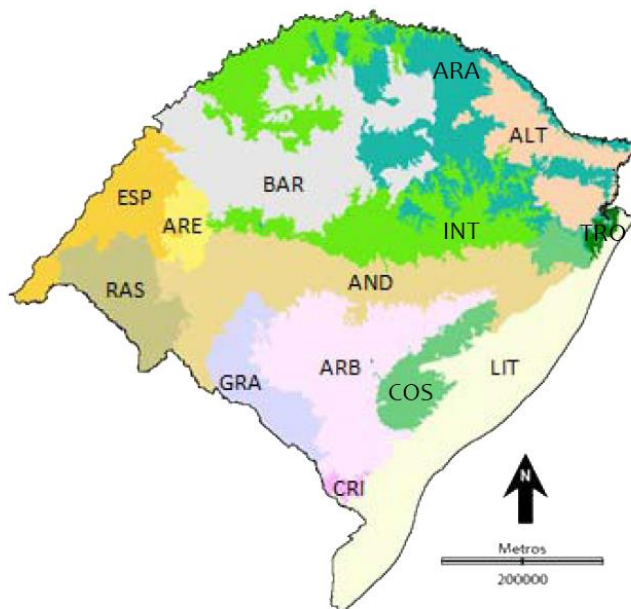 ARA
ALT
BAR
ESP
ARE
INT
TRO
RAS
AND
GRA
ARB
LIT
COS
CRI
N
Metros
200000